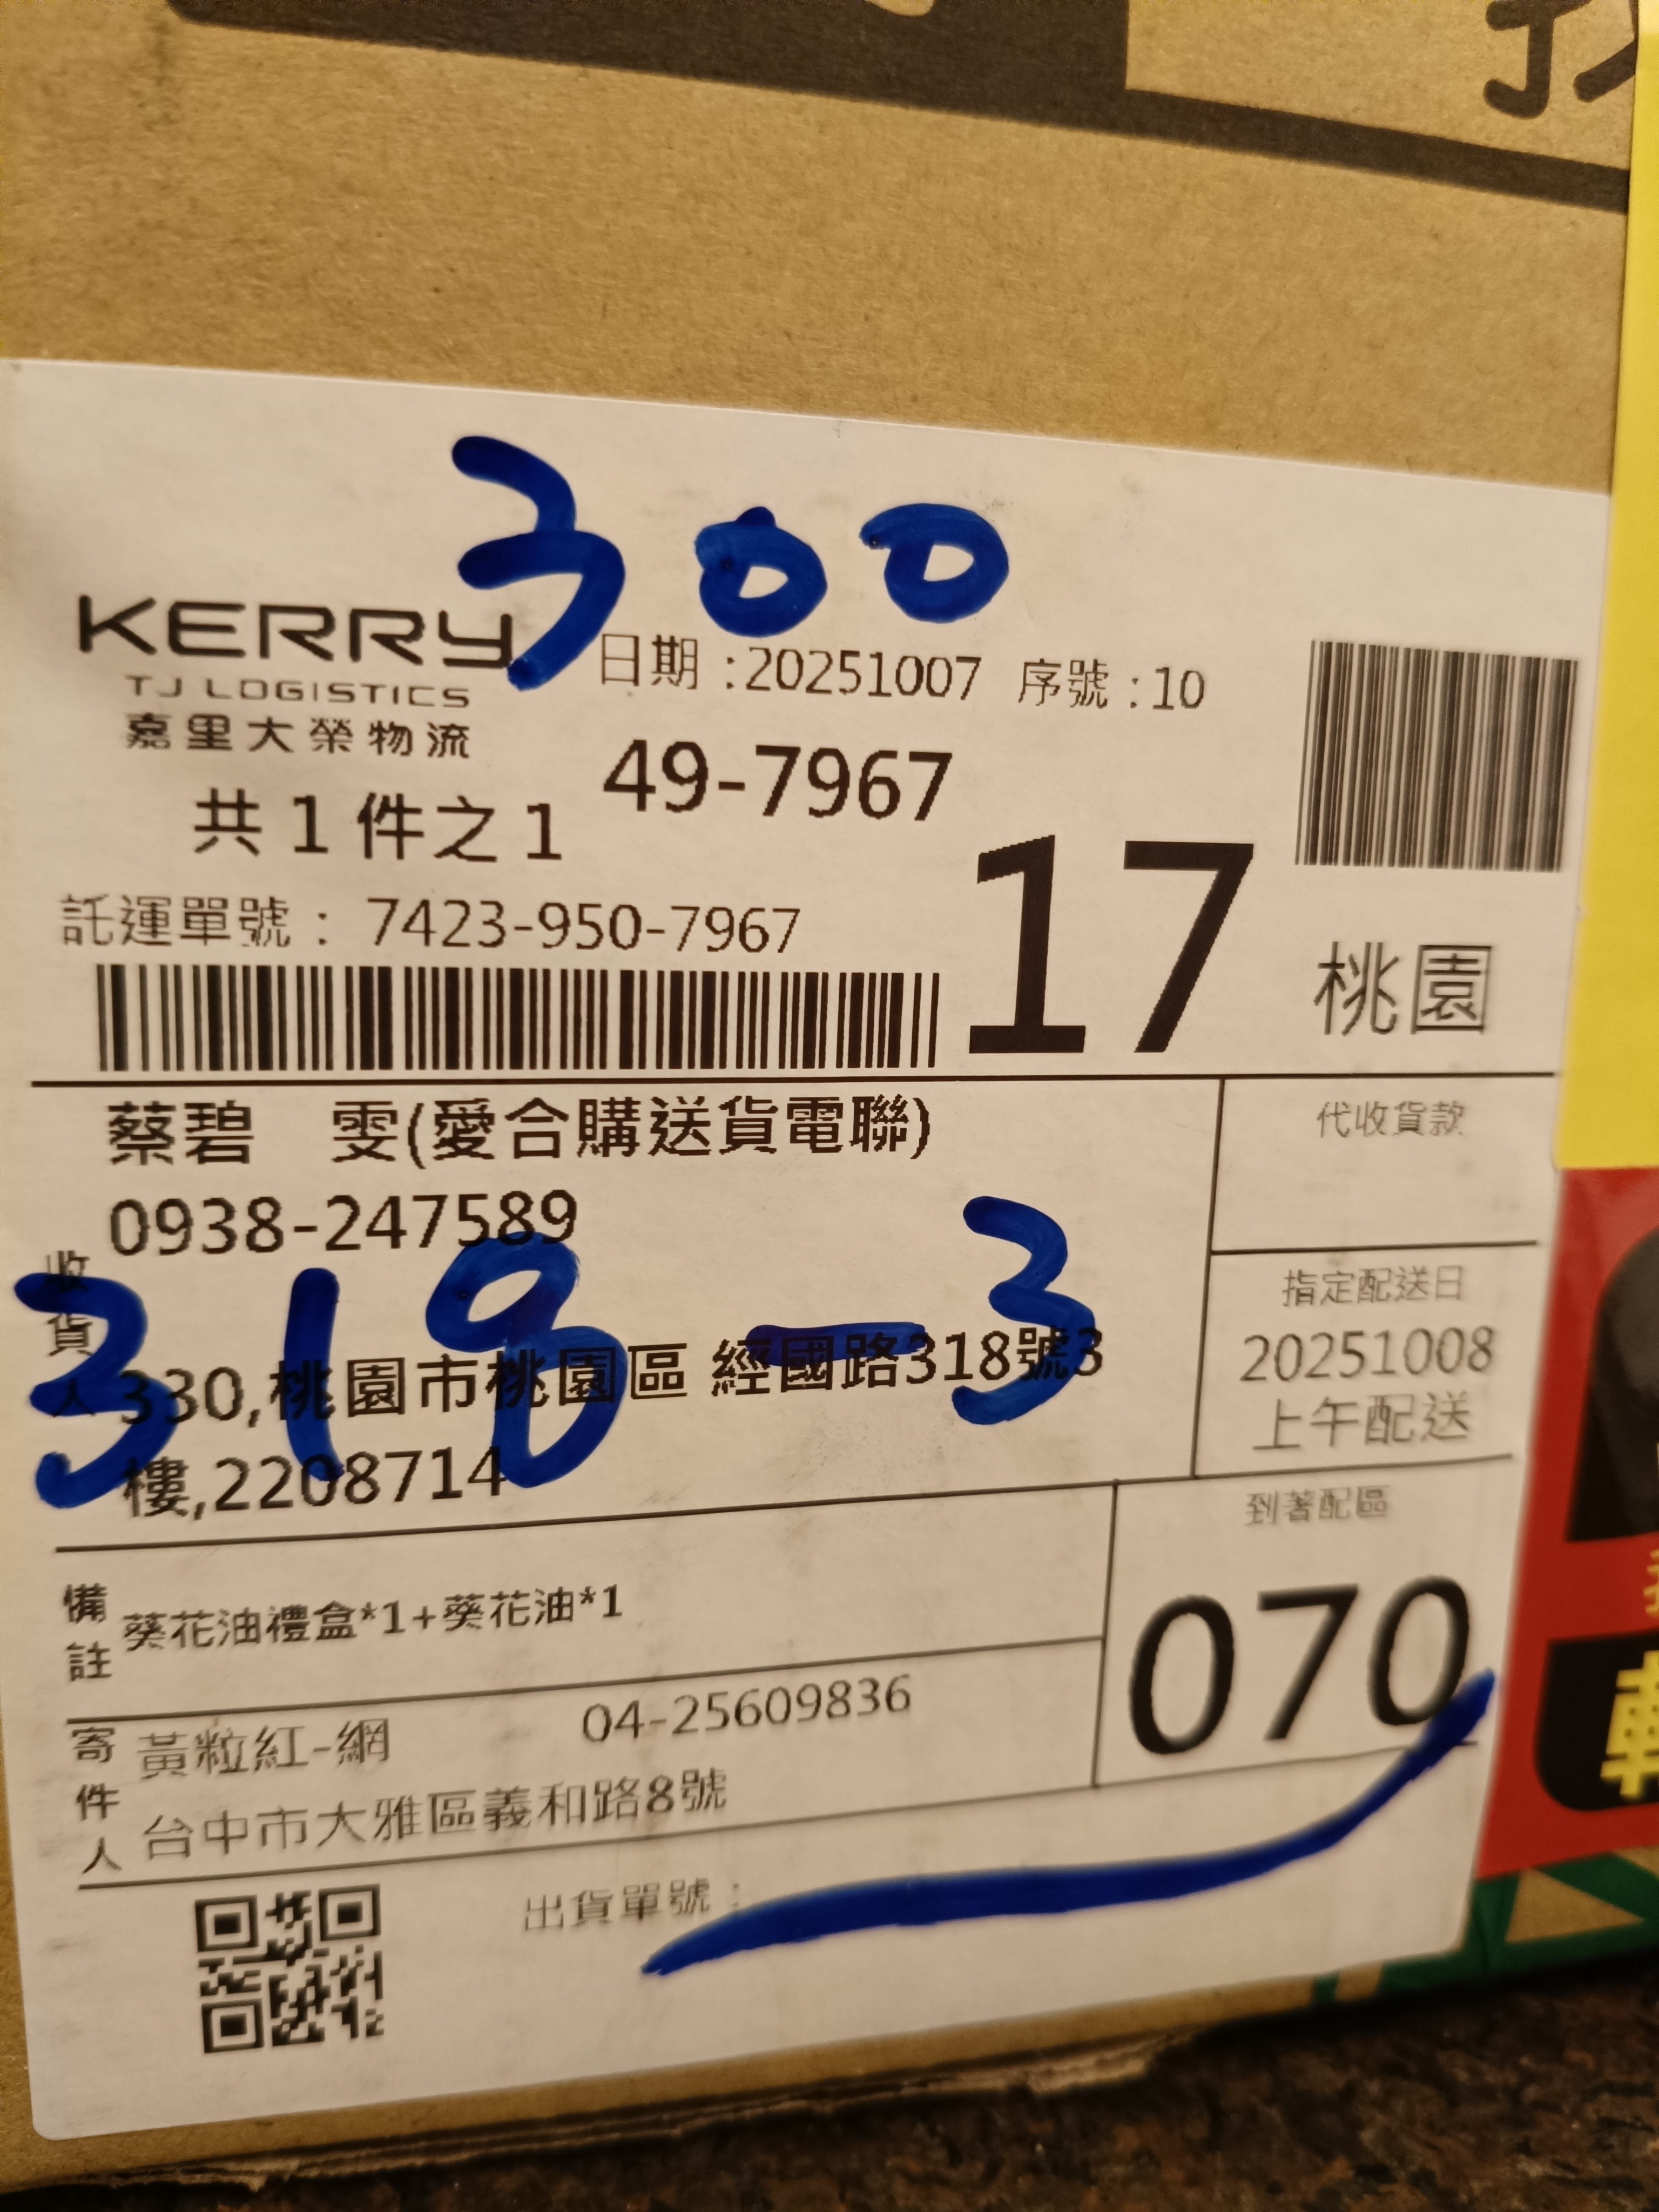 300
KERRY
TJ LOGISTICS
嘉里大榮物流
日期:20251007 序號:10
49-7967
共1件之1
17
託運單號: 7423-950-7967
桃園
蔡碧 雯(愛合購送貨電聯)
0938-247589
收貨人
318-3
330,桃園市桃園區 經國路318號3
樓,2208714
代收貨款
指定配送日
20251008
上午配送
備註
葵花油禮盒*1+葵花油*1
到著配區
070
寄件人
黃粒紅-網 04-25609836
台中市大雅區義和路8號
出貨單號: